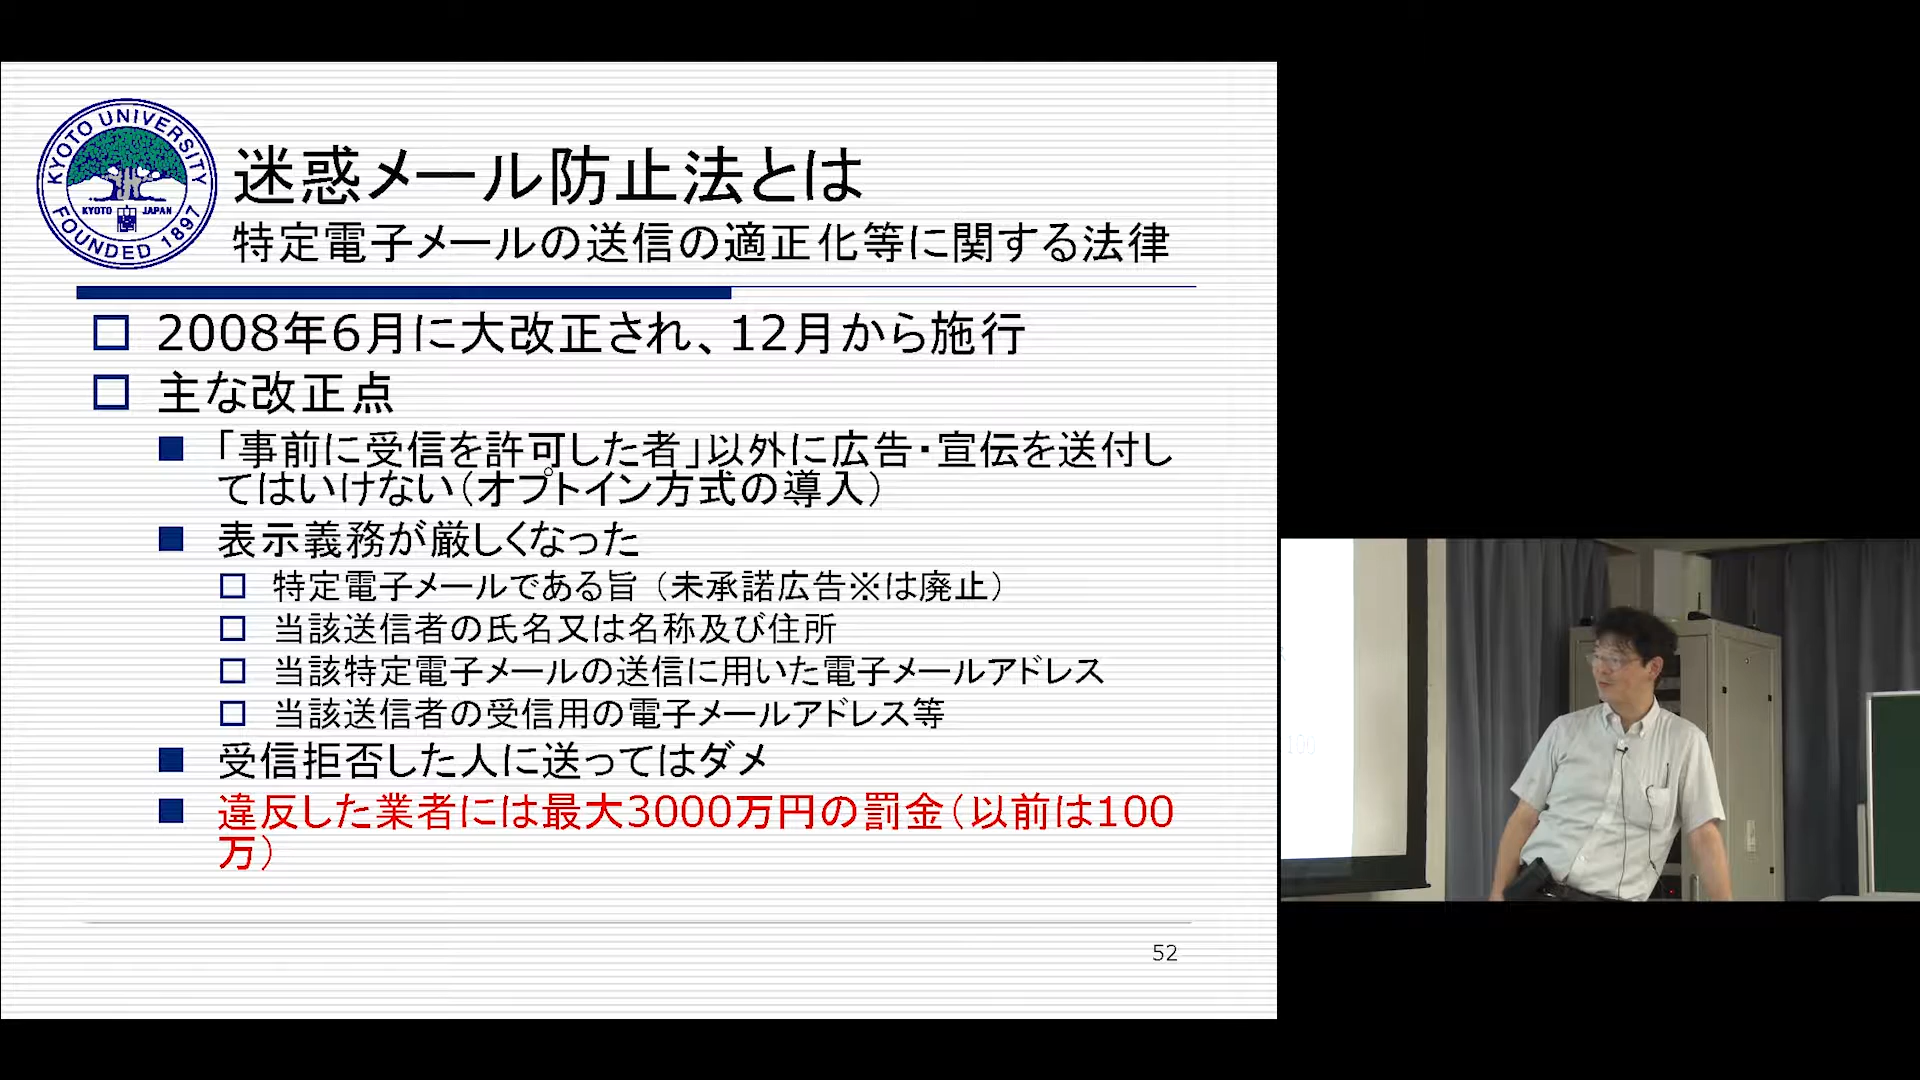 KYOTO UNIVERSITY
KYOTO JAPAN
FOUNDED 1897
迷惑メール防止法とは
特定電子メールの送信の適正化等に関する法律
2008年6月に大改正され、12月から施行
主な改正点
「事前に受信を許可した者」以外に広告・宣伝を送付し
てはいけない(オプトイン方式の導入)
表示義務が厳しくなった
特定電子メールである旨（未承諾広告※は廃止）
当該送信者の氏名又は名称及び住所
当該特定電子メールの送信に用いた電子メールアドレス
当該送信者の受信用の電子メールアドレス等
受信拒否した人に送ってはダメ
違反した業者には最大3000万円の罰金(以前は100
万)
52
100